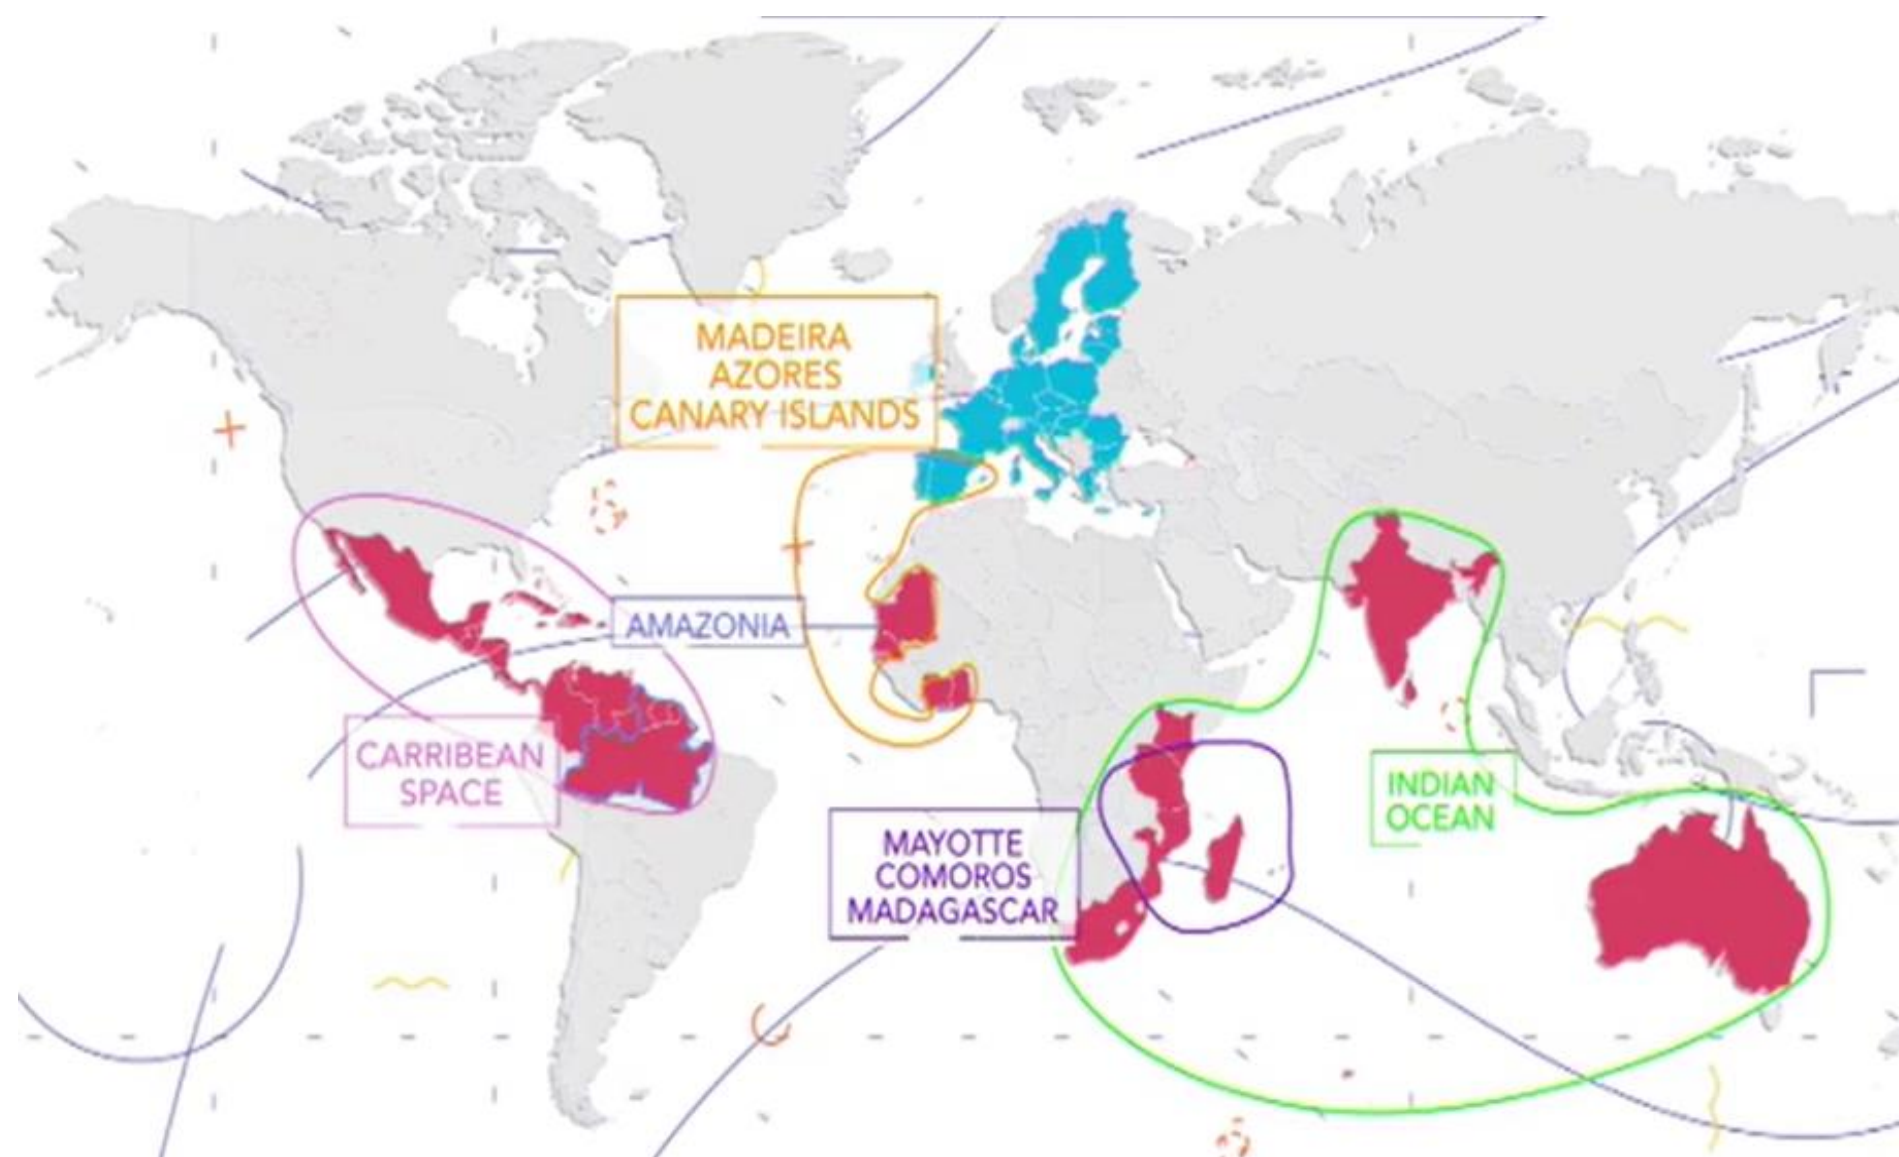 MADEIRA
AZORES
CANARY ISLANDS
AMAZONIA
CARRIBEAN
SPACE
MAYOTTE
COMOROS
MADAGASCAR
INDIAN
OCEAN